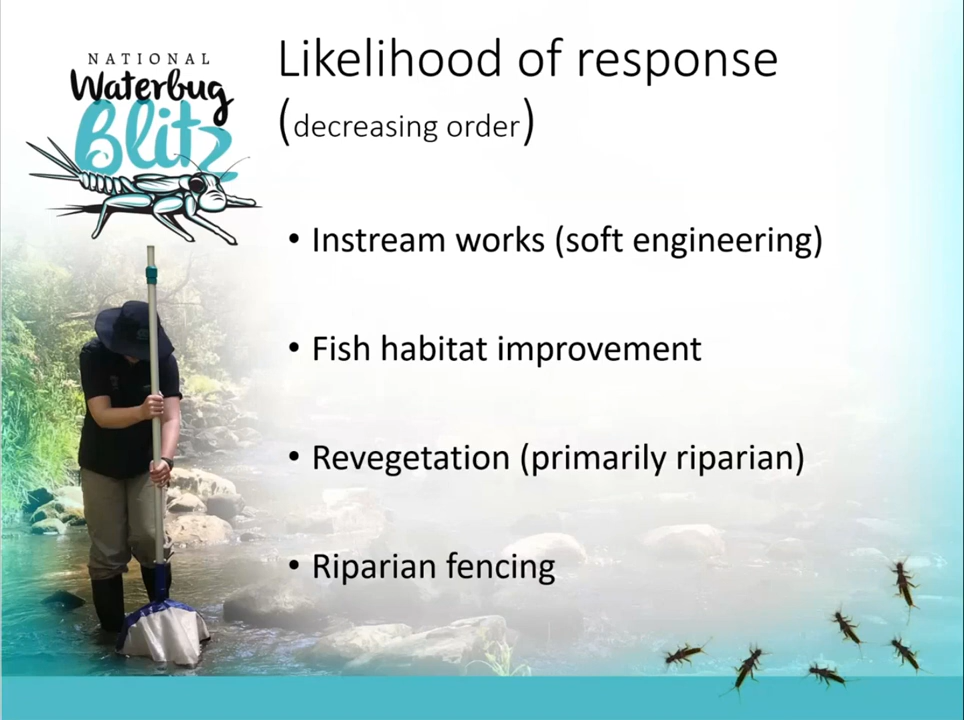 NATIONAL
Waterbug
Blitz
Likelihood of response
(decreasing order)
• Instream works (soft engineering)
• Fish habitat improvement
• Revegetation (primarily riparian)
• Riparian fencing